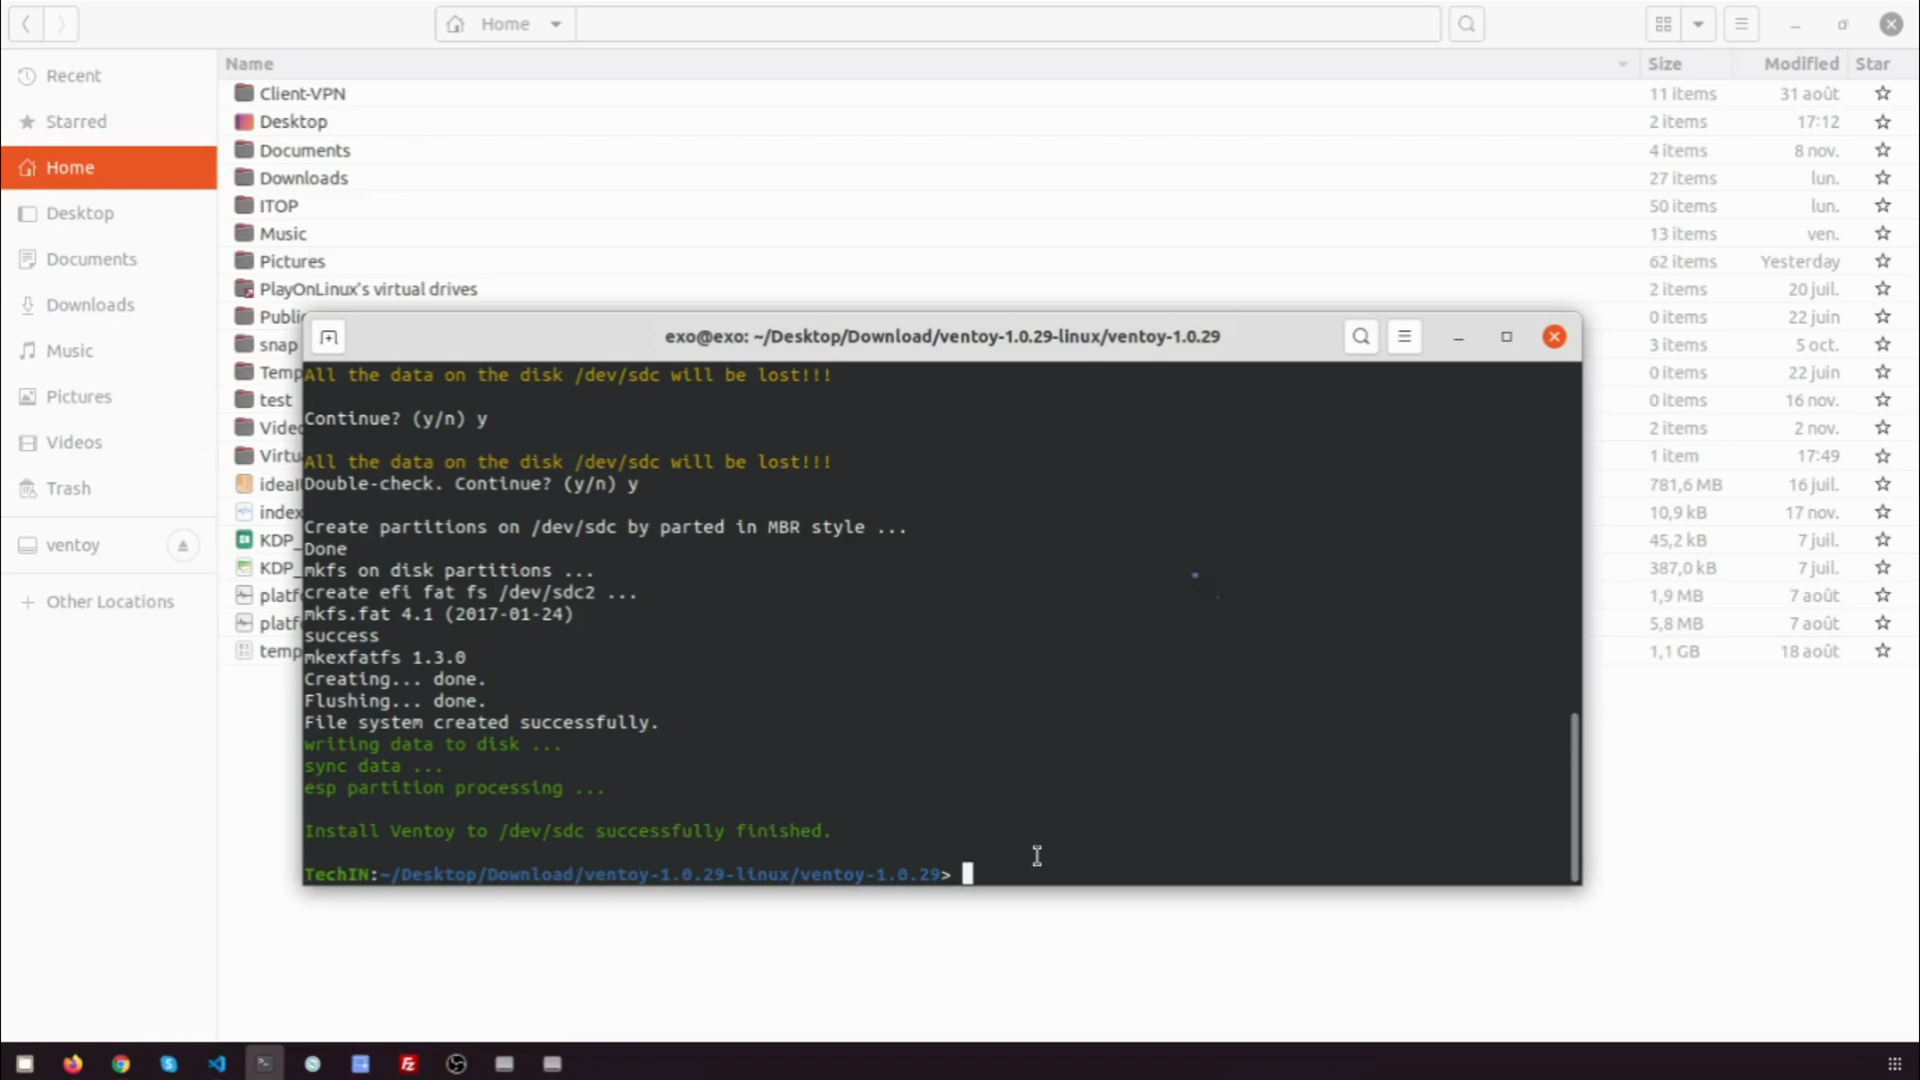 Home
Name Size Modified Star
Recent
Starred
Home
Desktop
Documents
Downloads
Music
Pictures
Videos
Trash
ventoy
+ Other Locations
Client-VPN 11 items 31 août
Desktop 2 items 17:12
Documents 4 items 8 nov.
Downloads 27 items lun.
ITOP 50 items lun.
Music 13 items ven.
Pictures 62 items Yesterday
PlayOnLinux's virtual drives 2 items 20 juil.
Public 0 items 22 juin
snap 3 items 5 oct.
Temp 0 items 22 juin
test 0 items 16 nov.
Video 2 items 2 nov.
Virtu 1 item 17:49
ideaI 781,6 MB 16 juil.
index 10,9 kB 17 nov.
KDP_ 45,2 kB 7 juil.
KDP_ 387,0 kB 7 juil.
platf 1,9 MB 7 août
platf 5,8 MB 7 août
temp 1,1 GB 18 août
exo@exo: ~/Desktop/Download/ventoy-1.0.29-linux/ventoy-1.0.29
All the data on the disk /dev/sdc will be lost!!!
Continue? (y/n) y
All the data on the disk /dev/sdc will be lost!!!
Double-check. Continue? (y/n) y
Create partitions on /dev/sdc by parted in MBR style ...
Done
mkfs on disk partitions ...
create efi fat fs /dev/sdc2 ...
mkfs.fat 4.1 (2017-01-24)
success
mkexfatfs 1.3.0
Creating... done.
Flushing... done.
File system created successfully.
writing data to disk ...
sync data ...
esp partition processing ...
Install Ventoy to /dev/sdc successfully finished.
TechIN:~/Desktop/Download/ventoy-1.0.29-linux/ventoy-1.0.29>